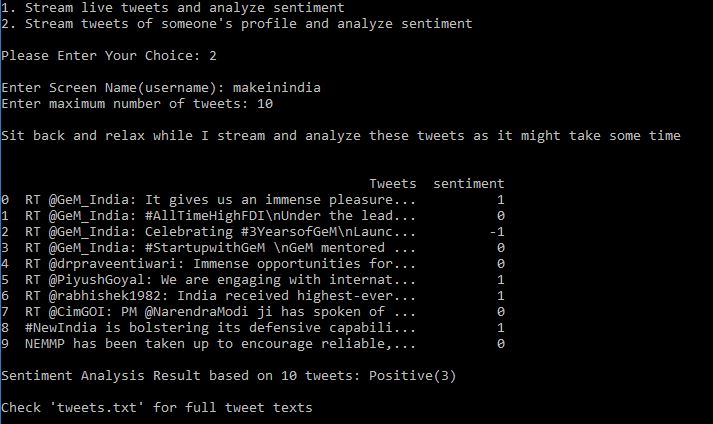 1. Stream live tweets and analyze sentiment
2. Stream tweets of someone's profile and analyze sentiment
Please Enter Your Choice: 2
Enter Screen Name(username): makeinindia
Enter maximum number of tweets: 10
Sit back and relax while I stream and analyze these tweets as it might take some time
Tweets sentiment
0 RT @GeM_India: It gives us an immense pleasure... 1
1 RT @GeM_India: #AllTimeHighFDI\nUnder the lead... 0
2 RT @GeM_India: Celebrating #3YearsofGeM\nLaunc... -1
3 RT @GeM_India: #StartupwithGeM \nGeM mentored ... 0
4 RT @drpraveentiwari: Immense opportunities for... 0
5 RT @PiyushGoyal: We are engaging with internat... 1
6 RT @rabhishek1982: India received highest-ever... 1
7 RT @CimGOI: PM @NarendraModi ji has spoken of ... 0
8 #NewIndia is bolstering its defensive capabili... 1
9 NEMMP has been taken up to encourage reliable,... 0
Sentiment Analysis Result based on 10 tweets: Positive(3)
Check 'tweets.txt' for full tweet texts